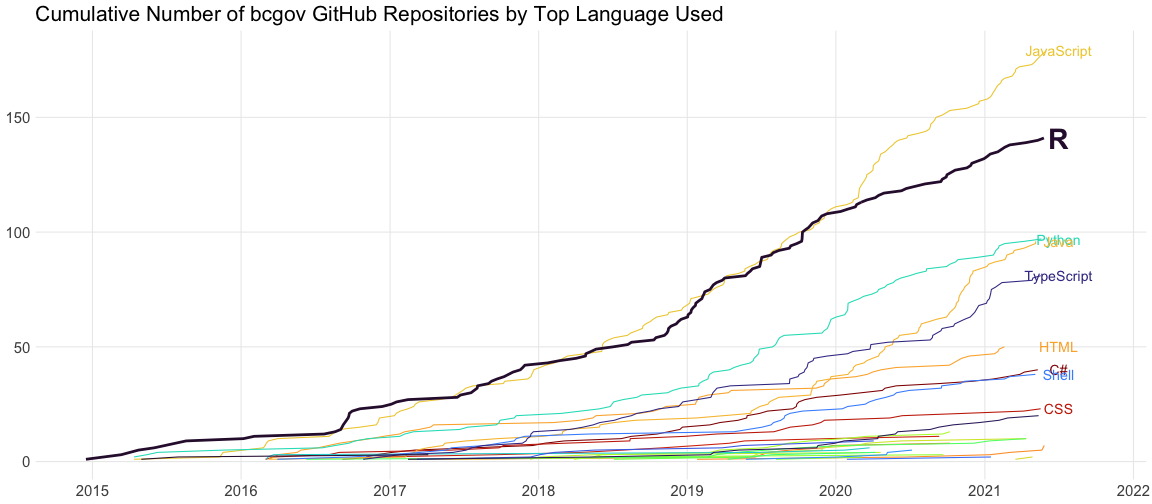 Cumulative Number of bcgov GitHub Repositories by Top Language Used
JavaScript
150
R
100
Python
Java
TypeScript
50
HTML
C#
Shell
CSS
0
2015 2016 2017 2018 2019 2020 2021 2022